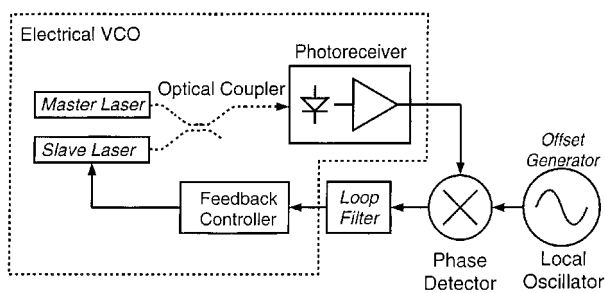 Electrical VCO
Photoreceiver
Optical Coupler
Master Laser
Slave Laser
Offset
Generator
Feedback
Controller
Loop
Filter
Phase
Detector
Local
Oscillator